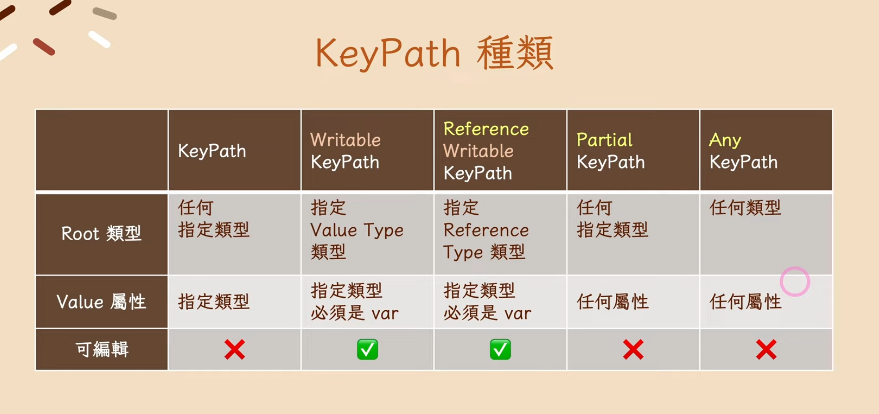 KeyPath 種類
KeyPath
Writable
KeyPath
Reference
Writable
KeyPath
Partial
KeyPath
Any
KeyPath
Root 類型
任何
指定類型
指定
Value Type
類型
指定
Reference
Type 類型
任何
指定類型
任何類型
Value 屬性
指定類型
指定類型
必須是 var
指定類型
必須是 var
任何屬性
任何屬性
可編輯